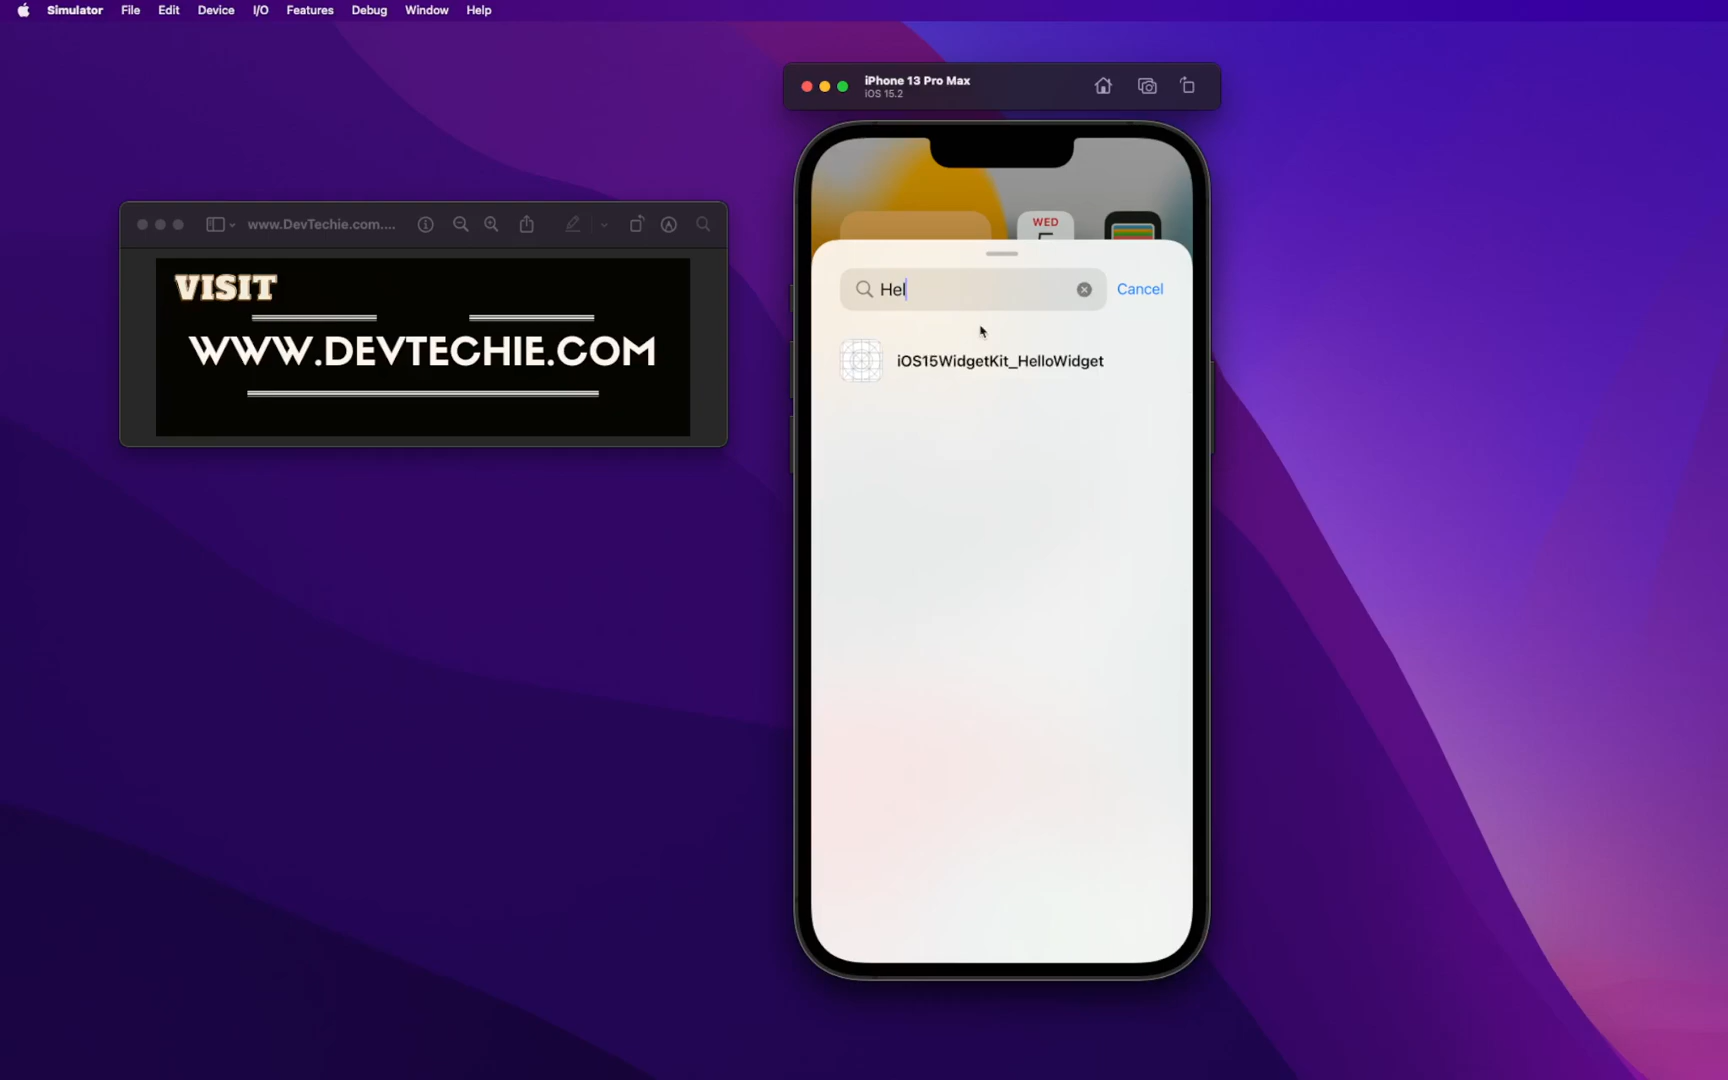 Simulator File Edit Device I/O Features Debug Window Help
iPhone 13 Pro Max
iOS 15.2
www.DevTechie.com....
VISIT
WWW.DEVTECHIE.COM
WED
Hel
Cancel
iOS15WidgetKit_HelloWidget